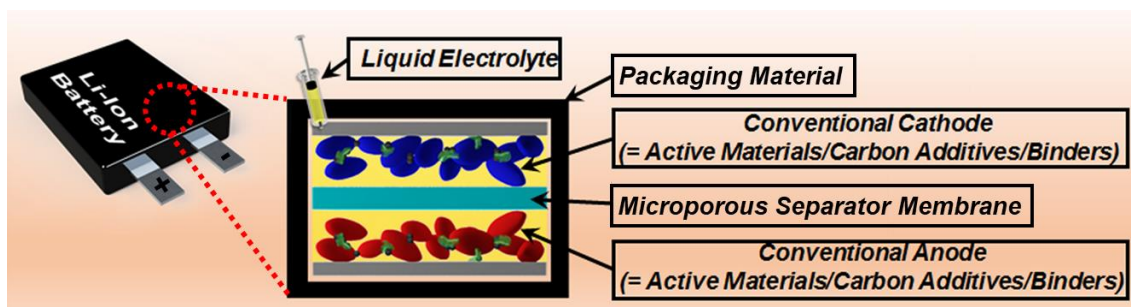 Li-Ion
Battery
+
-
Liquid Electrolyte
Packaging Material
Conventional Cathode
(= Active Materials/Carbon Additives/Binders)
Microporous Separator Membrane
Conventional Anode
(= Active Materials/Carbon Additives/Binders)